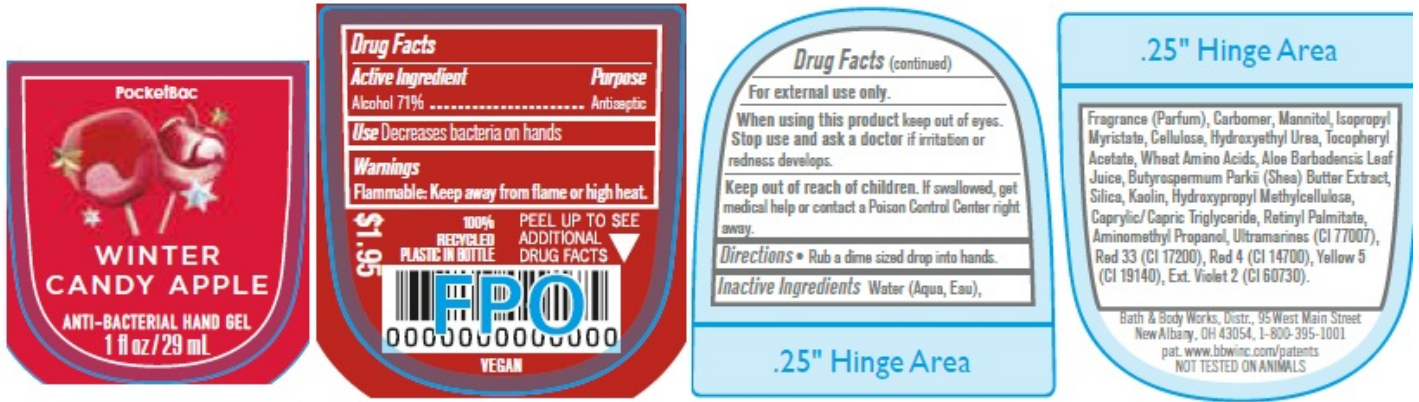 PocketBac
WINTER
CANDY APPLE
ANTI-BACTERIAL HAND GEL
1 fl oz/29 mL
Drug Facts
Active Ingredient Purpose
Alcohol 71% ........................ Antiseptic
Use Decreases bacteria on hands
Warnings
Flammable: Keep away from flame or high heat.
$1.95
100%
RECYCLED
PLASTIC IN BOTTLE
PEEL UP TO SEE
ADDITIONAL
DRUG FACTS
FPO
00000000000000
VEGAN
Drug Facts (continued)
For external use only.
When using this product keep out of eyes.
Stop use and ask a doctor if irritation or
redness develops.
Keep out of reach of children. If swallowed, get
medical help or contact a Poison Control Center right
away.
Directions • Rub a dime sized drop into hands.
Inactive Ingredients Water (Aqua, Eau),
.25" Hinge Area
.25" Hinge Area
Fragrance (Parfum), Carbomer, Mannitol, Isopropyl
Myristate, Cellulose, Hydroxyethyl Urea, Tocopheryl
Acetate, Wheat Amino Acids, Aloe Barbadensis Leaf
Juice, Butyrospermum Parkii (Shea) Butter Extract,
Silica, Kaolin, Hydroxypropyl Methylcellulose,
Caprylic/Capric Triglyceride, Retinyl Palmitate,
Aminomethyl Propanol, Ultramarines (CI 77007),
Red 33 (CI 17200), Red 4 (CI 14700), Yellow 5
(CI 19140), Ext. Violet 2 (CI 60730).
Bath & Body Works, Distr., 95 West Main Street
New Albany, OH 43054, 1-800-395-1001
pat. www.bbwinc.com/patents
NOT TESTED ON ANIMALS